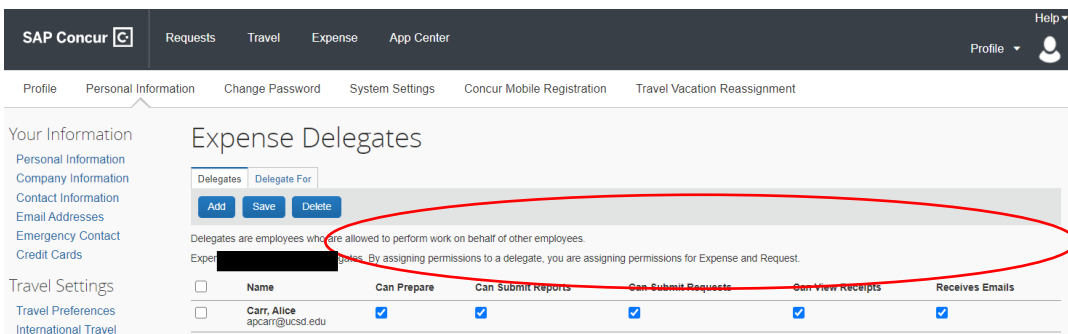 Help
SAP Concur C Requests Travel Expense App Center
Profile
Profile Personal Information Change Password System Settings Concur Mobile Registration Travel Vacation Reassignment
Your Information
Personal Information
Company Information
Contact Information
Email Addresses
Emergency Contact
Credit Cards
Travel Settings
Travel Preferences
International Travel
Expense Delegates
Delegates Delegate For
Add Save Delete
Delegates are employees who are allowed to perform work on behalf of other employees.
Expen gates. By assigning permissions to a delegate, you are assigning permissions for Expense and Request.
Name Can Prepare Can Submit Reports Can Submit Requests Can View Receipts Receives Emails
Carr, Alice
apcarr@ucsd.edu